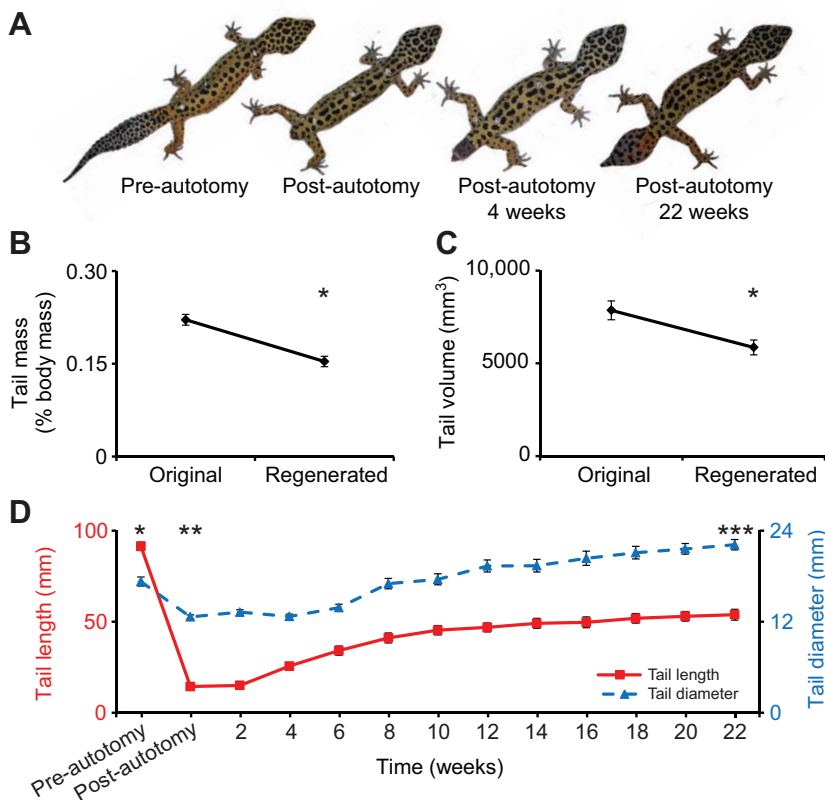 A
Pre-autotomy
Post-autotomy
Post-autotomy
4 weeks
Post-autotomy
22 weeks
B
Tail mass
(% body mass)
0.30
0.15
0
*
Original
Regenerated
C
Tail volume (mm³)
10,000
5000
0
*
Original
Regenerated
D
Tail length (mm)
100
50
0
*
**
***
24
12
0
Tail diameter (mm)
Tail length
Tail diameter
Pre-autotomy
Post-autotomy
2 4 6 8 10 12 14 16 18 20 22
Time (weeks)